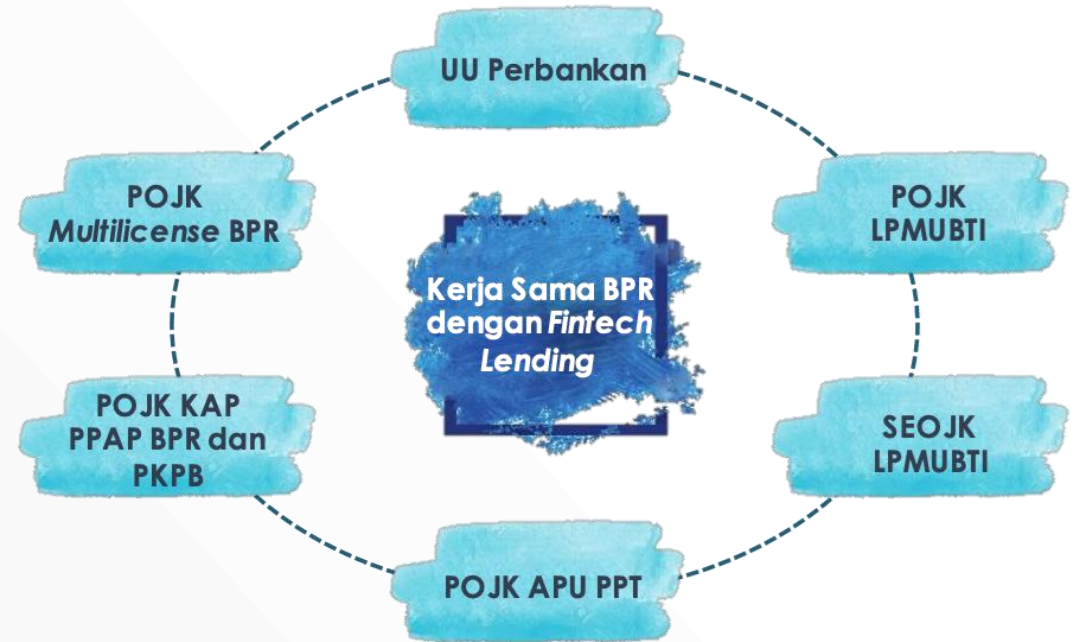 UU Perbankan
POJK
Multilicense BPR
POJK
LPMUBTI
Kerja Sama BPR
dengan Fintech
Lending
POJK KAP
PPAP BPR dan
PKPB
SEOJK
LPMUBTI
POJK APU PPT